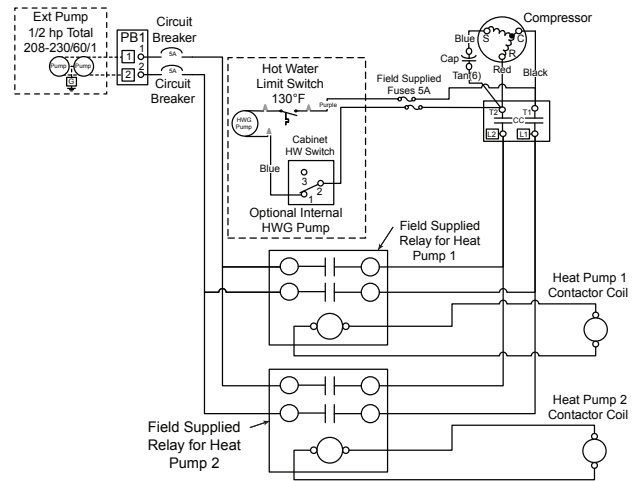 Ext Pump
1/2 hp Total
208-230/60/1
PB1
Circuit
Breaker
1
1
2
2
5A
5A
Circuit
Breaker
Pump
Pump
G
Hot Water
Limit Switch
130°F
Purple
HWG
Pump
Cabinet
HW Switch
Blue
3
2
1
Optional Internal
HWG Pump
Field Supplied
Fuses 5A
Compressor
Blue
S
C
R
Cap
Tan(6)
Red
Black
T2
T1
CC
L2
L1
Field Supplied
Relay for Heat
Pump 1
Heat Pump 1
Contactor Coil
Field Supplied
Relay for Heat
Pump 2
Heat Pump 2
Contactor Coil